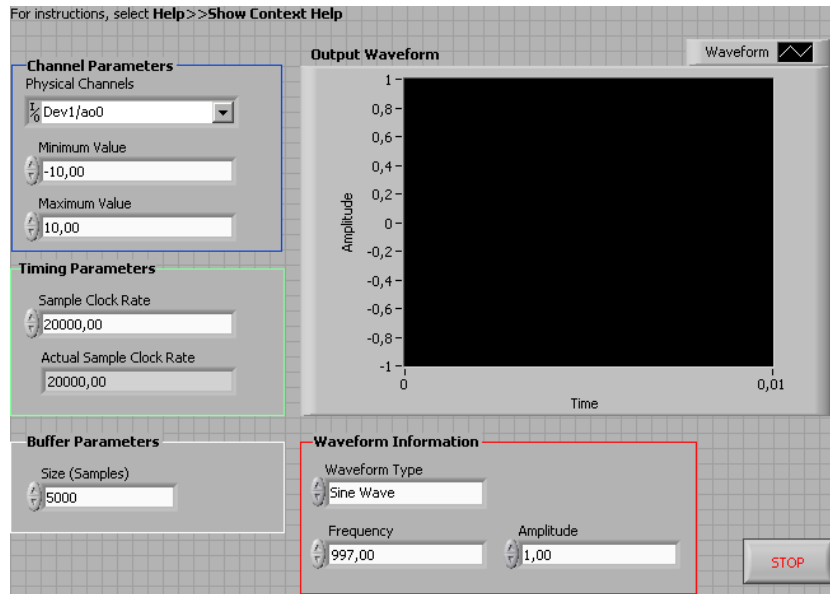 For instructions, select Help>>Show Context Help
Channel Parameters
Physical Channels
I/O Dev1/ao0
Minimum Value
-10,00
Maximum Value
10,00
Timing Parameters
Sample Clock Rate
20000,00
Actual Sample Clock Rate
20000,00
Buffer Parameters
Size (Samples)
5000
Output Waveform
Waveform
Amplitude
1
0,8
0,6
0,4
0,2
0
-0,2
-0,4
-0,6
-0,8
-1
0
0,01
Time
Waveform Information
Waveform Type
Sine Wave
Frequency
997,00
Amplitude
1,00
STOP